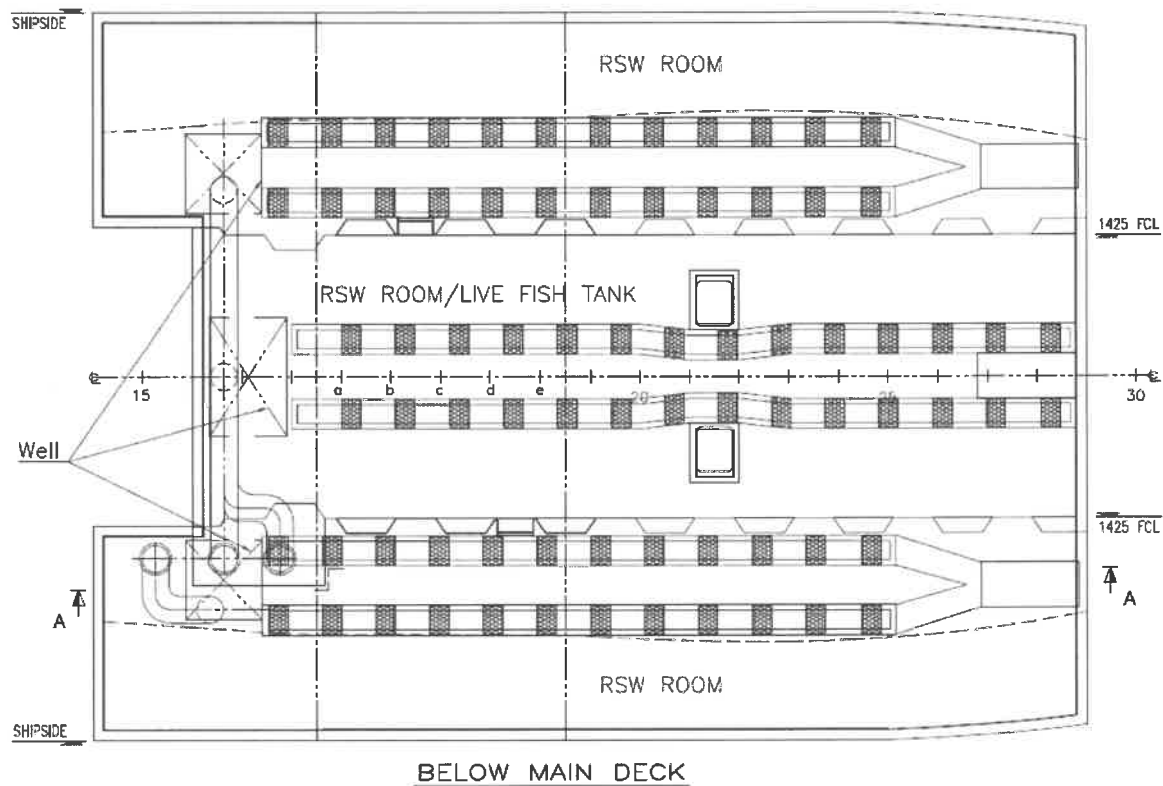 SHIPSIDE
RSW ROOM
1425 FCL
RSW ROOM/LIVE FISH TANK
℄ 15 a b c d e 20 25 30 ℄
Well
1425 FCL
A A
RSW ROOM
SHIPSIDE
BELOW MAIN DECK